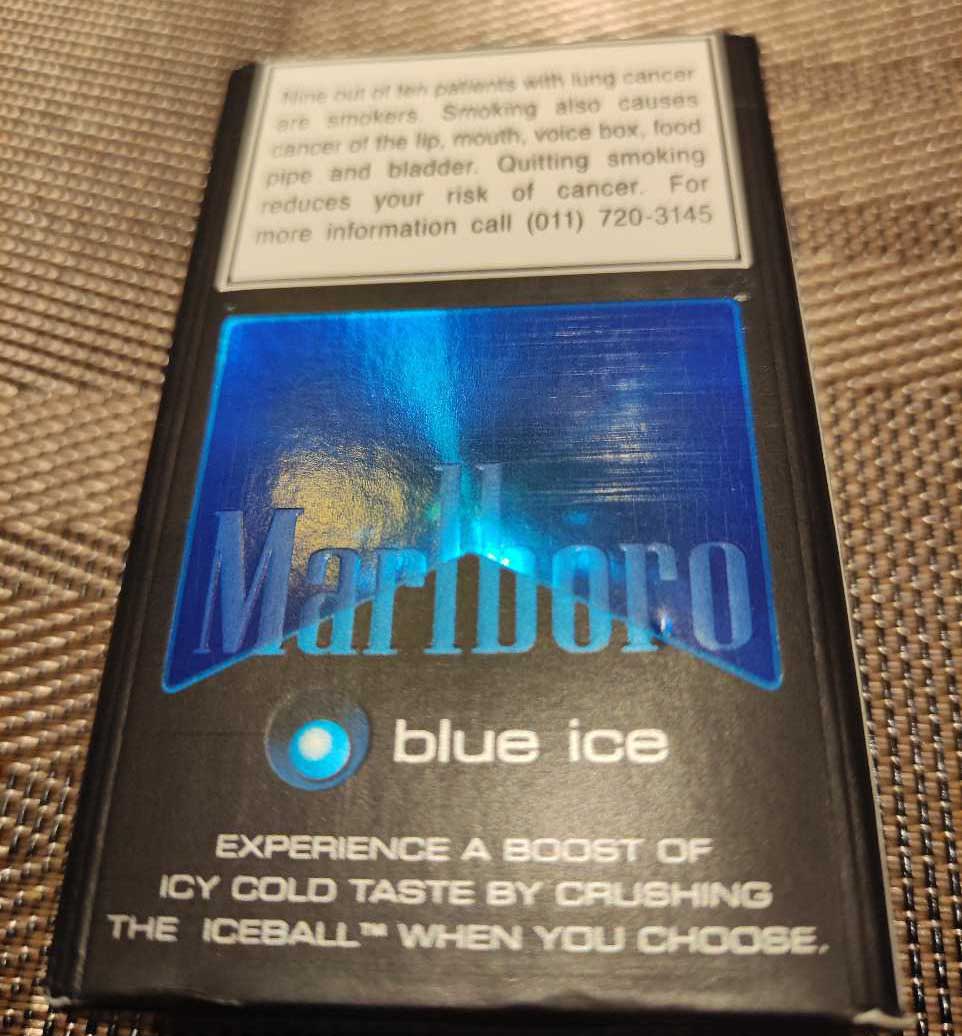 Nine out of ten patients with lung cancer
are smokers. Smoking also causes
cancer of the lip, mouth, voice box, food
pipe and bladder. Quitting smoking
reduces your risk of cancer. For
more information call (011) 720-3145
Marlboro
blue ice
EXPERIENCE A BOOST OF
ICY COLD TASTE BY CRUSHING
THE ICEBALL™ WHEN YOU CHOOSE.